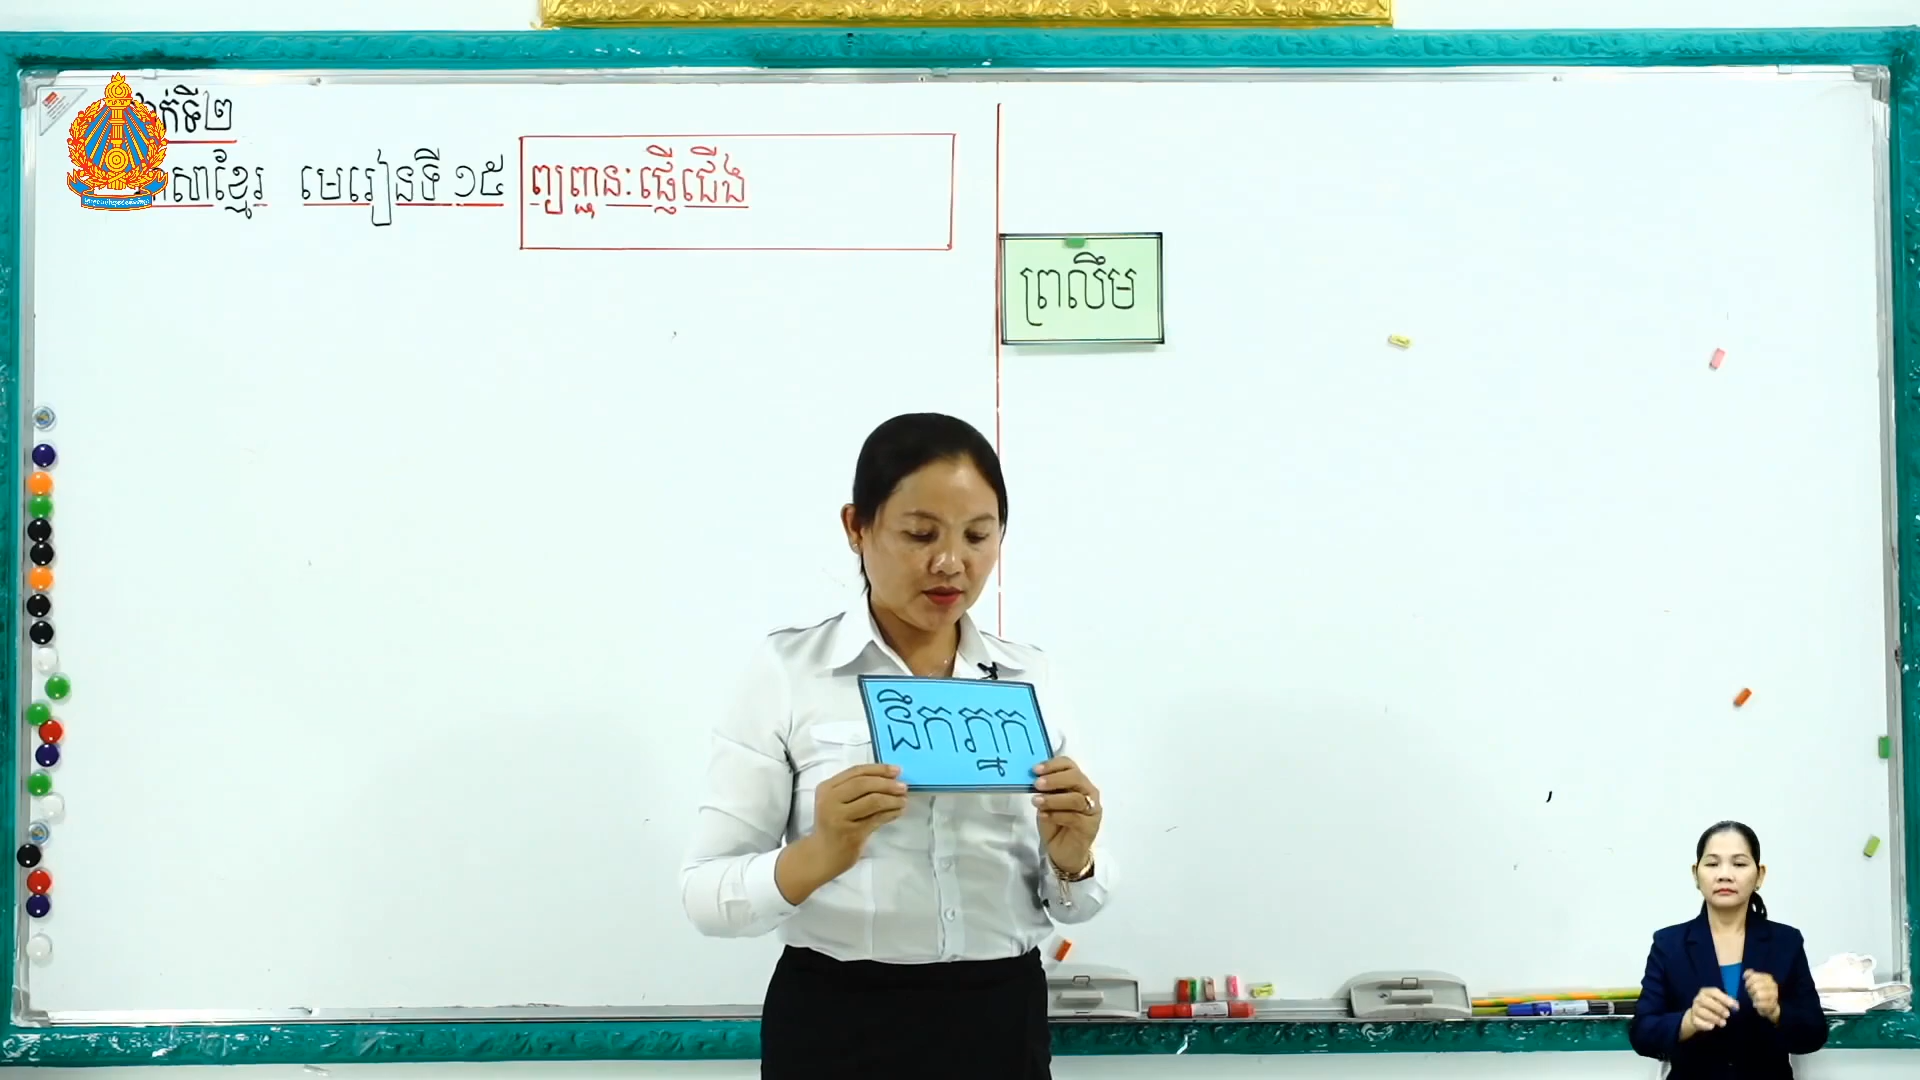 ថ្នាក់ទី២
ភាសាខ្មែរ មេរៀនទី ១៥ ព្យញ្ជនៈផ្ញើជើង
ព្រលឹម
នឹកភ្នក